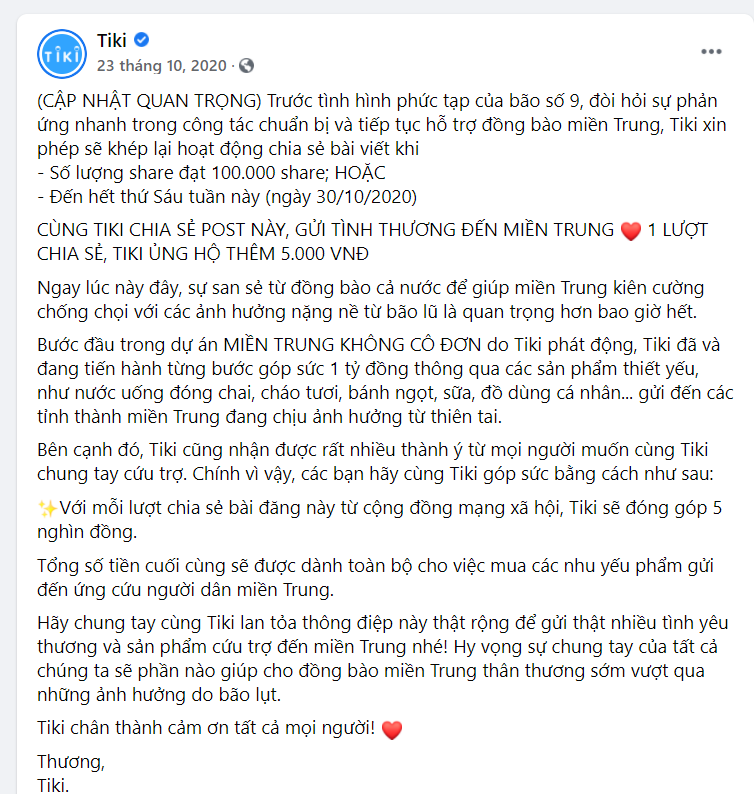 TIKI
Tiki
23 tháng 10, 2020 ·
(CẬP NHẬT QUAN TRỌNG) Trước tình hình phức tạp của bão số 9, đòi hỏi sự phản
ứng nhanh trong công tác chuẩn bị và tiếp tục hỗ trợ đồng bào miền Trung, Tiki xin
phép sẽ khép lại hoạt động chia sẻ bài viết khi
- Số lượng share đạt 100.000 share; HOẶC
- Đến hết thứ Sáu tuần này (ngày 30/10/2020)
CÙNG TIKI CHIA SẺ POST NÀY, GỬI TÌNH THƯƠNG ĐẾN MIỀN TRUNG ❤️ 1 LƯỢT
CHIA SẺ, TIKI ỦNG HỘ THÊM 5.000 VNĐ
Ngay lúc này đây, sự san sẻ từ đồng bào cả nước để giúp miền Trung kiên cường
chống chọi với các ảnh hưởng nặng nề từ bão lũ là quan trọng hơn bao giờ hết.
Bước đầu trong dự án MIỀN TRUNG KHÔNG CÔ ĐƠN do Tiki phát động, Tiki đã và
đang tiến hành từng bước góp sức 1 tỷ đồng thông qua các sản phẩm thiết yếu,
như nước uống đóng chai, cháo tươi, bánh ngọt, sữa, đồ dùng cá nhân... gửi đến các
tỉnh thành miền Trung đang chịu ảnh hưởng từ thiên tai.
Bên cạnh đó, Tiki cũng nhận được rất nhiều thành ý từ mọi người muốn cùng Tiki
chung tay cứu trợ. Chính vì vậy, các bạn hãy cùng Tiki góp sức bằng cách như sau:
✨Với mỗi lượt chia sẻ bài đăng này từ cộng đồng mạng xã hội, Tiki sẽ đóng góp 5
nghìn đồng.
Tổng số tiền cuối cùng sẽ được dành toàn bộ cho việc mua các nhu yếu phẩm gửi
đến ứng cứu người dân miền Trung.
Hãy chung tay cùng Tiki lan tỏa thông điệp này thật rộng để gửi thật nhiều tình yêu
thương và sản phẩm cứu trợ đến miền Trung nhé! Hy vọng sự chung tay của tất cả
chúng ta sẽ phần nào giúp cho đồng bào miền Trung thân thương sớm vượt qua
những ảnh hưởng do bão lụt.
Tiki chân thành cảm ơn tất cả mọi người! ❤️
Thương,
Tiki.